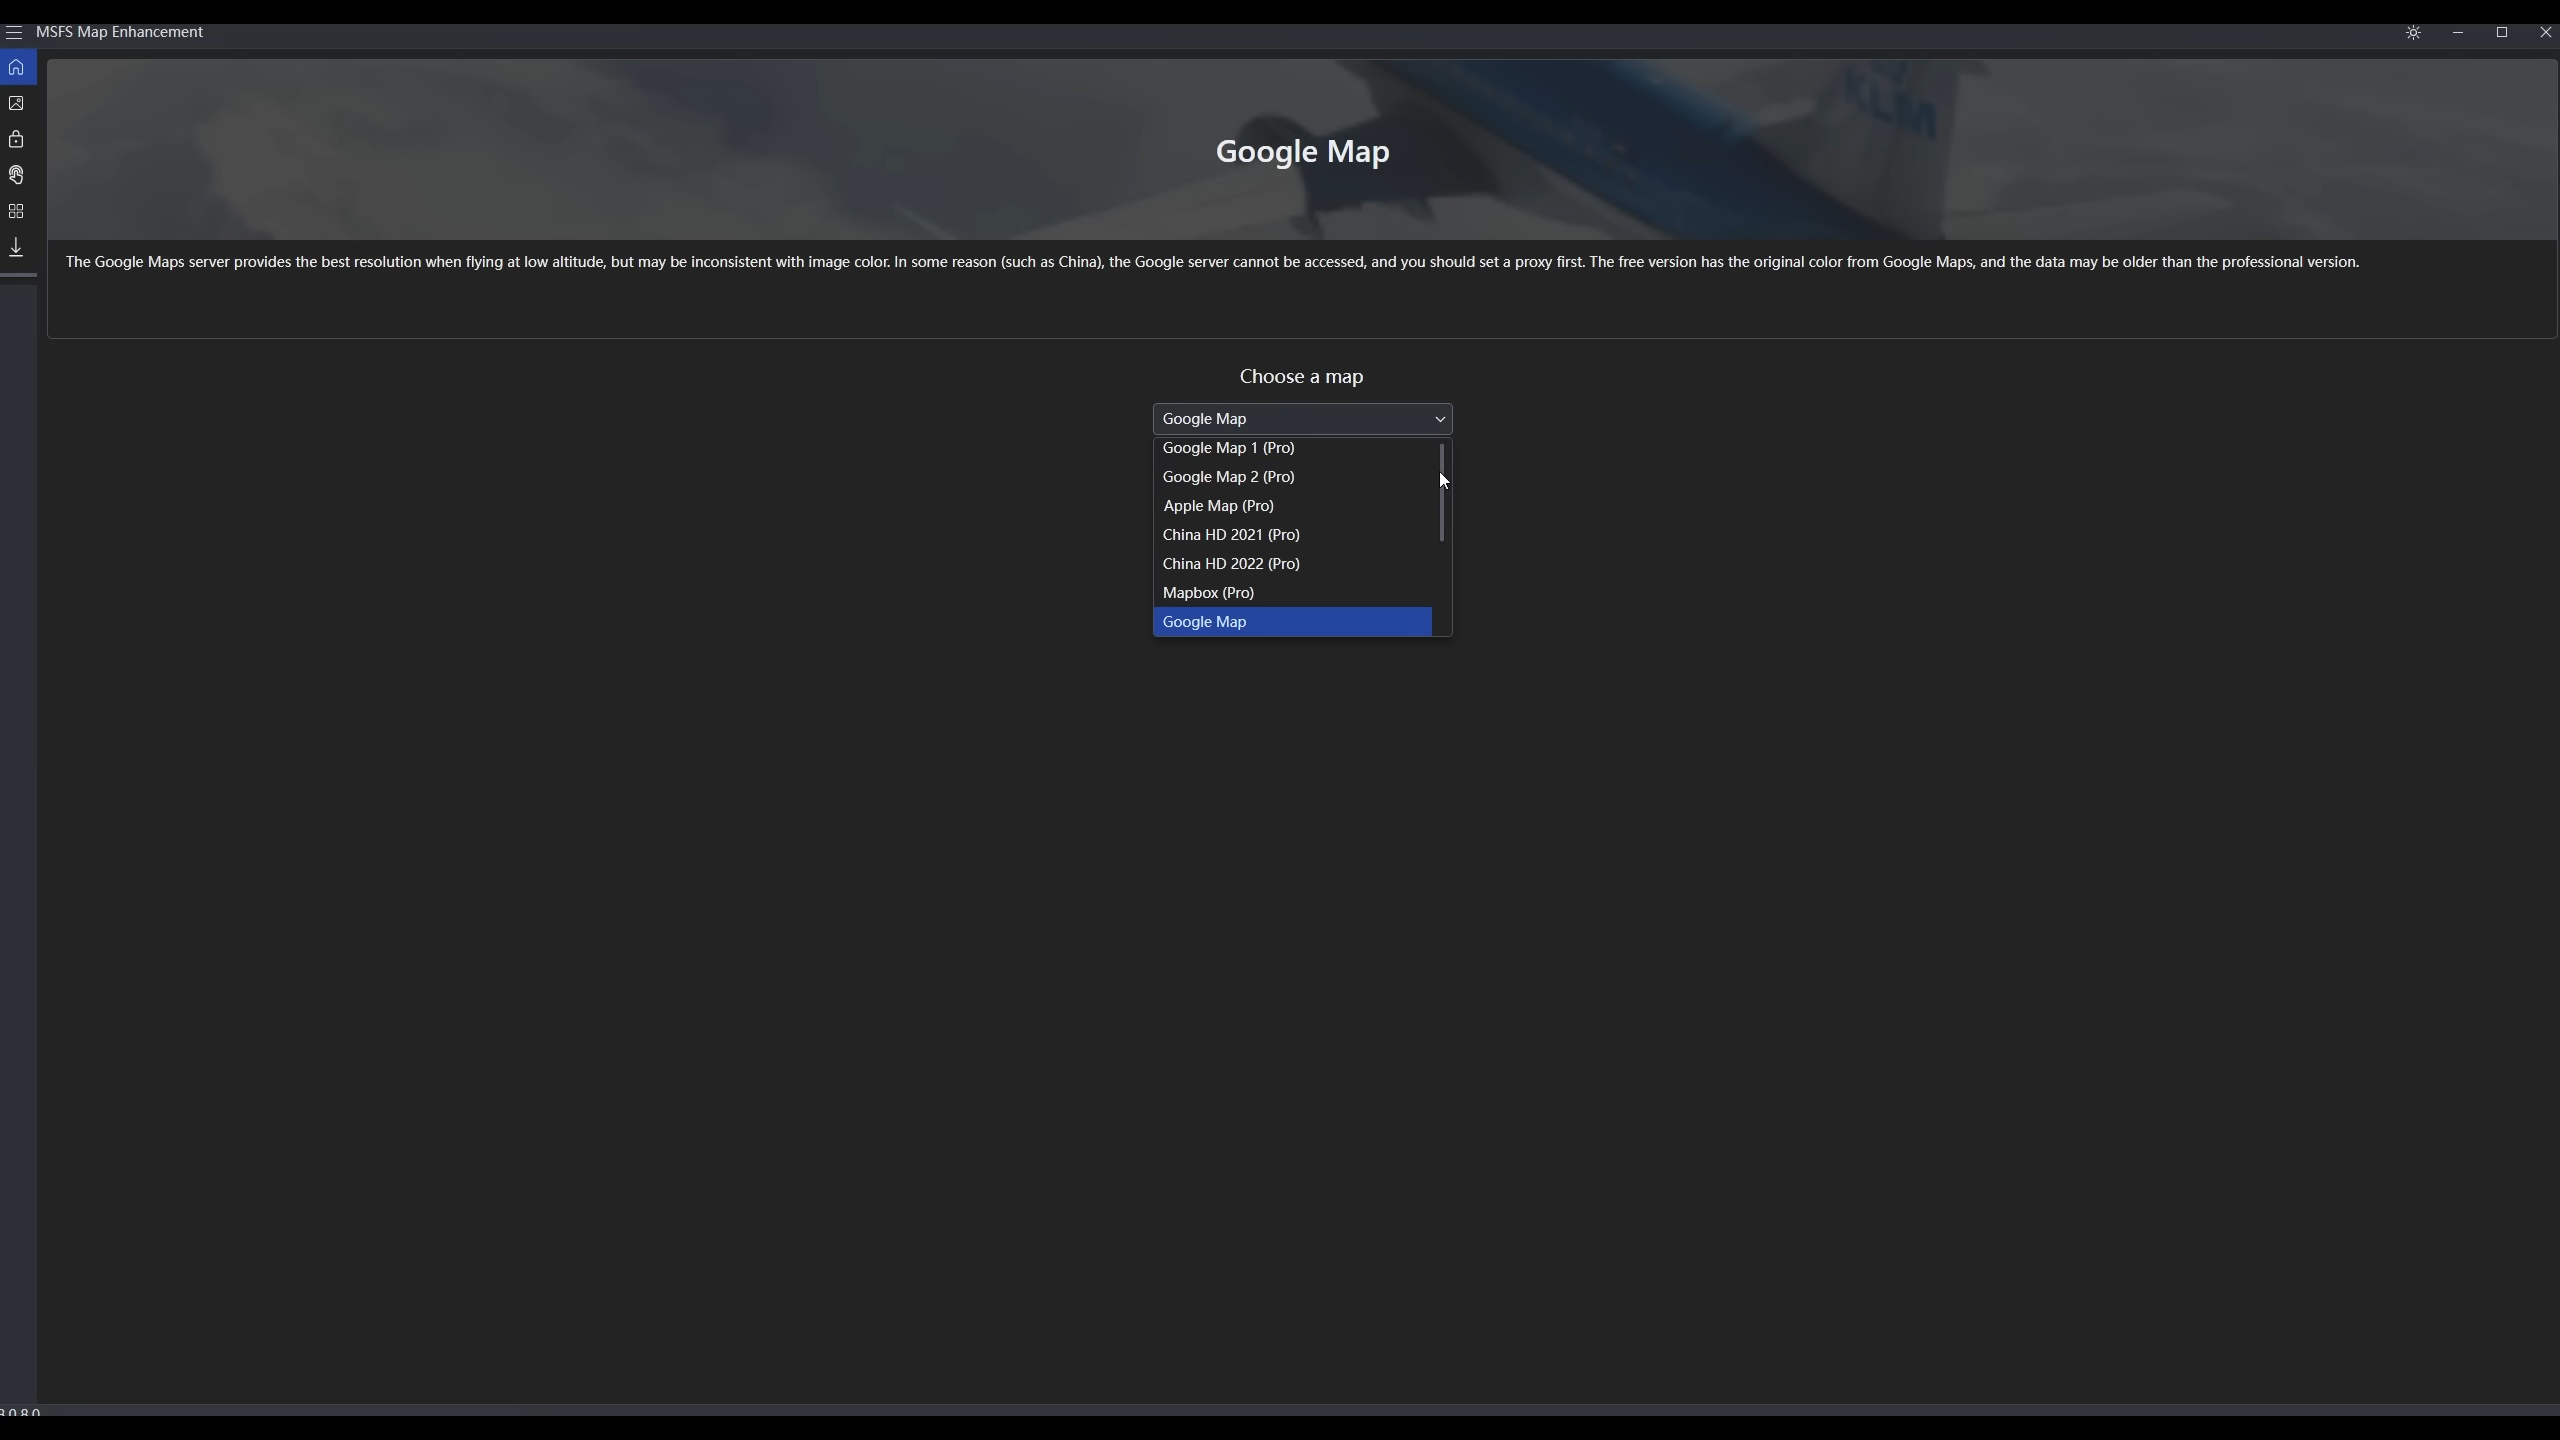 MSFS Map Enhancement
KLM
Google Map
The Google Maps server provides the best resolution when flying at low altitude, but may be inconsistent with image color. In some reason (such as China), the Google server cannot be accessed, and you should set a proxy first. The free version has the original color from Google Maps, and the data may be older than the professional version.
Choose a map
Google Map
Google Map 1 (Pro)
Google Map 2 (Pro)
Apple Map (Pro)
China HD 2021 (Pro)
China HD 2022 (Pro)
Mapbox (Pro)
Google Map